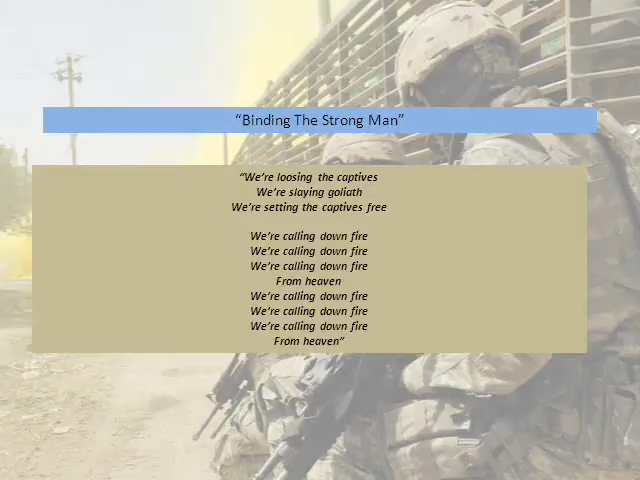 “Binding The Strong Man”
“We’re loosing the captives
We’re slaying goliath
We’re setting the captives free
We’re calling down fire
We’re calling down fire
We’re calling down fire
From heaven
We’re calling down fire
We’re calling down fire
We’re calling down fire
From heaven”